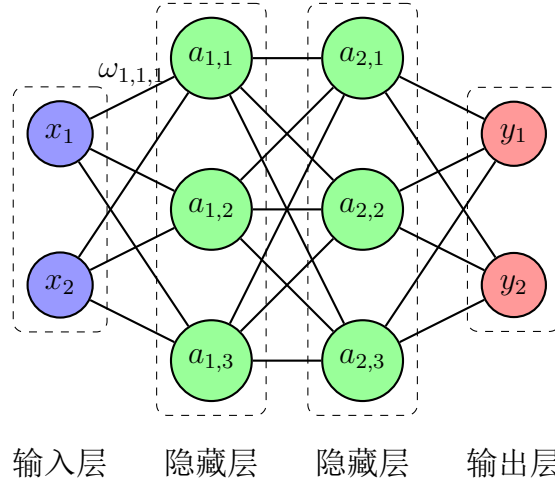 ω1,1,1
x1
x2
a1,1
a1,2
a1,3
a2,1
a2,2
a2,3
y1
y2
输入层 隐藏层 隐藏层 输出层